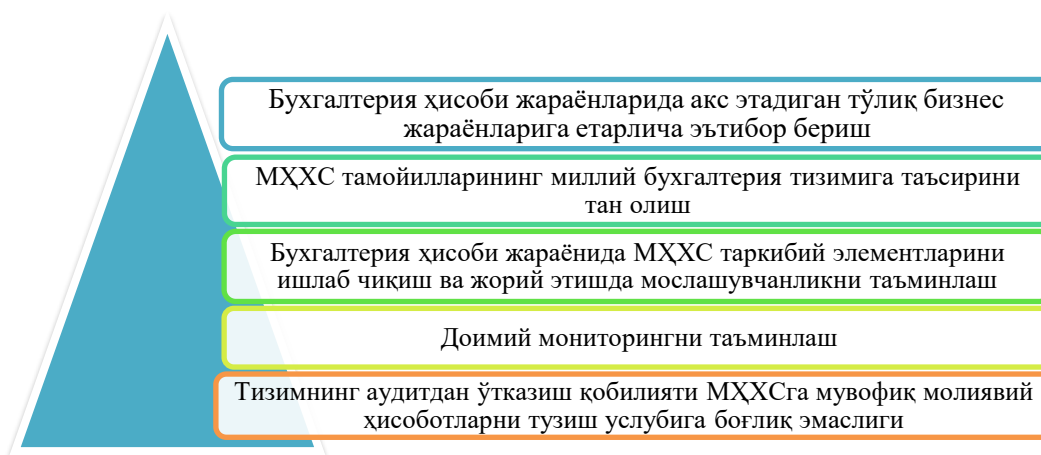 Бухгалтерия ҳисоби жараёнларида акс этадиган тўлиқ бизнес
жараёнларига етарлича эътибор бериш
МҲХС тамойилларининг миллий бухгалтерия тизимига таъсирини
тан олиш
Бухгалтерия ҳисоби жараёнида МҲХС таркибий элементларини
ишлаб чиқиш ва жорий этишда мослашувчанликни таъминлаш
Доимий мониторингни таъминлаш
Тизимнинг аудитдан ўтказиш қобилияти МҲХСга мувофиқ молиявий
ҳисоботларни тузиш услубига боғлиқ эмаслиги